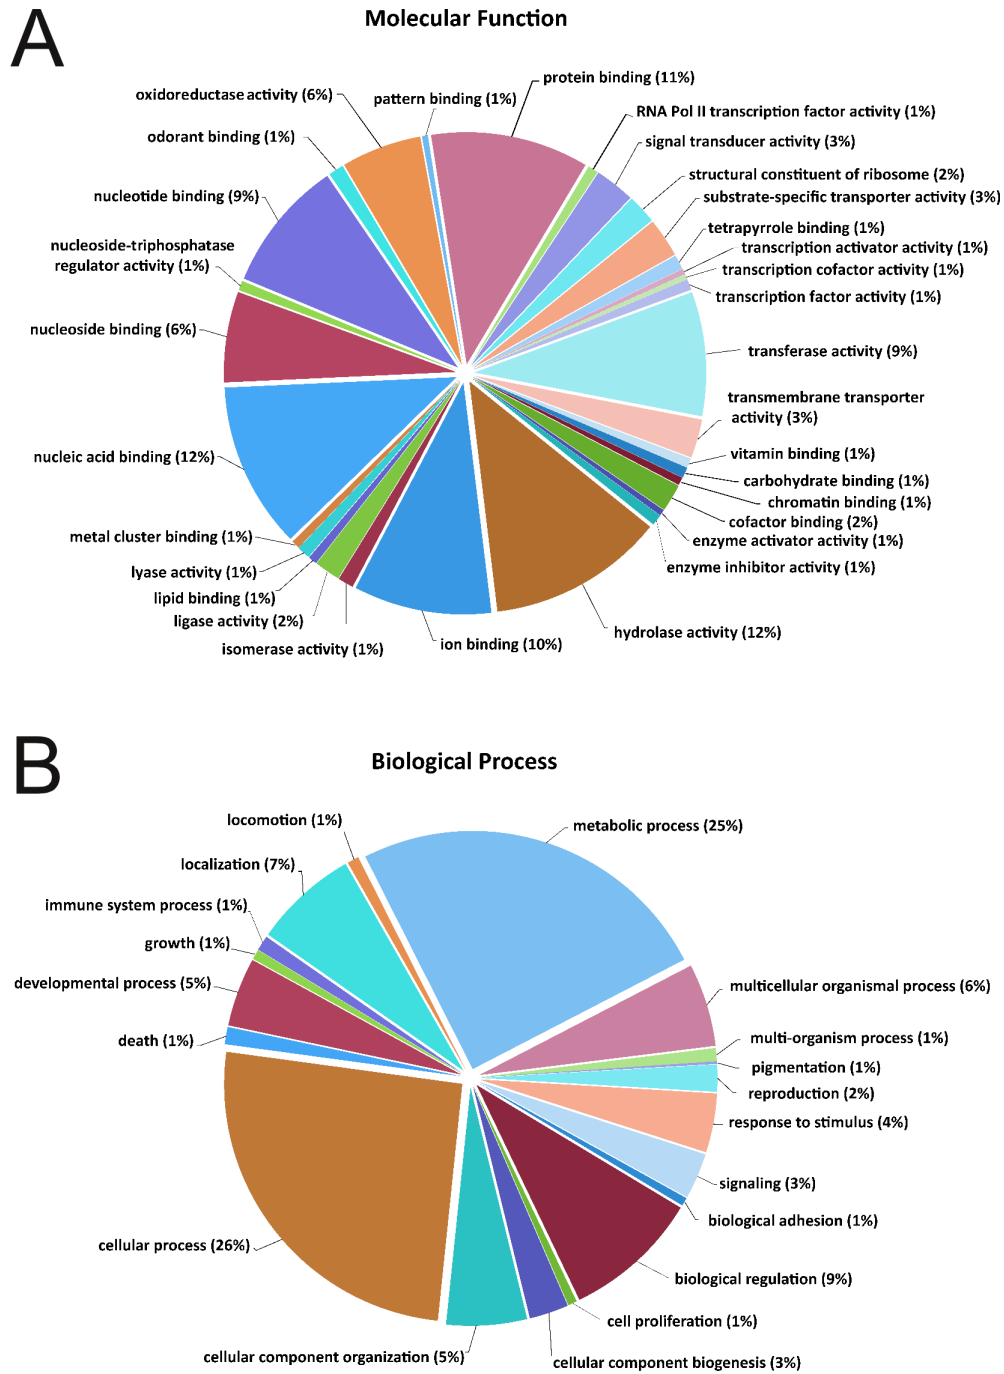 A
Molecular Function
protein binding (11%)
pattern binding (1%)
oxidoreductase activity (6%)
RNA Pol II transcription factor activity (1%)
odorant binding (1%)
signal transducer activity (3%)
structural constituent of ribosome (2%)
nucleotide binding (9%)
substrate-specific transporter activity (3%)
tetrapyrrole binding (1%)
nucleoside-triphosphatase
regulator activity (1%)
transcription activator activity (1%)
transcription cofactor activity (1%)
transcription factor activity (1%)
nucleoside binding (6%)
transferase activity (9%)
transmembrane transporter
activity (3%)
nucleic acid binding (12%)
vitamin binding (1%)
carbohydrate binding (1%)
chromatin binding (1%)
cofactor binding (2%)
metal cluster binding (1%)
enzyme activator activity (1%)
lyase activity (1%)
enzyme inhibitor activity (1%)
lipid binding (1%)
ligase activity (2%)
hydrolase activity (12%)
isomerase activity (1%)
ion binding (10%)
B
Biological Process
locomotion (1%)
metabolic process (25%)
localization (7%)
immune system process (1%)
growth (1%)
developmental process (5%)
multicellular organismal process (6%)
death (1%)
multi-organism process (1%)
pigmentation (1%)
reproduction (2%)
response to stimulus (4%)
signaling (3%)
biological adhesion (1%)
cellular process (26%)
biological regulation (9%)
cell proliferation (1%)
cellular component organization (5%)
cellular component biogenesis (3%)